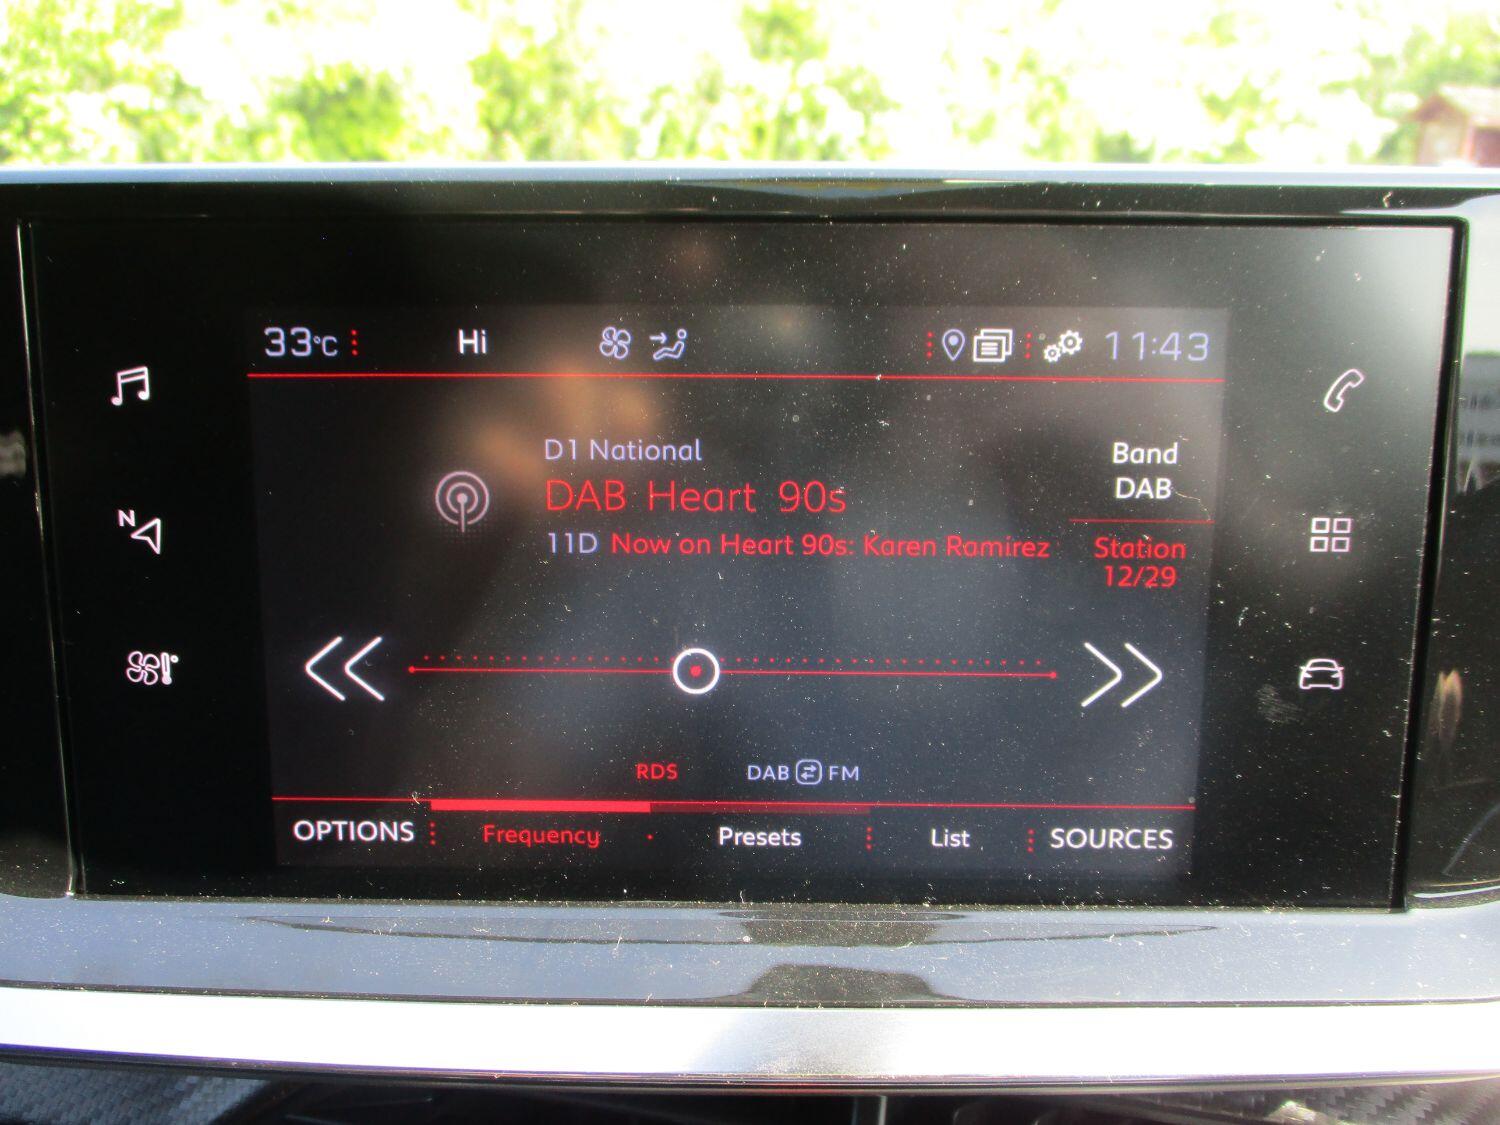 33°C Hi 11:43
D1 National
DAB Heart 90s
11D Now on Heart 90s: Karen Ramirez
Band
DAB
Station
12/29
N
RDS DAB FM
OPTIONS Frequency Presets List SOURCES